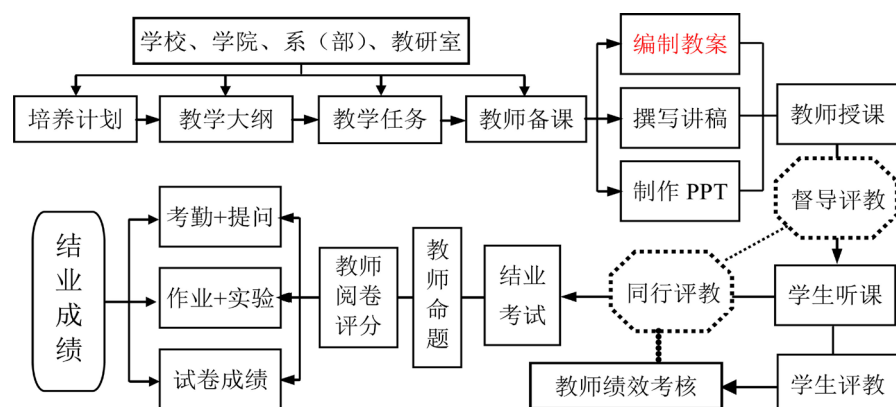 学校、学院、系（部）、教研室
编制教案
培养计划
教学大纲
教学任务
教师备课
撰写讲稿
教师授课
制作 PPT
督导评教
结业成绩
考勤+提问
作业+实验
试卷成绩
教师
阅卷
评分
教师命题
结业
考试
同行评教
学生听课
教师绩效考核
学生评教